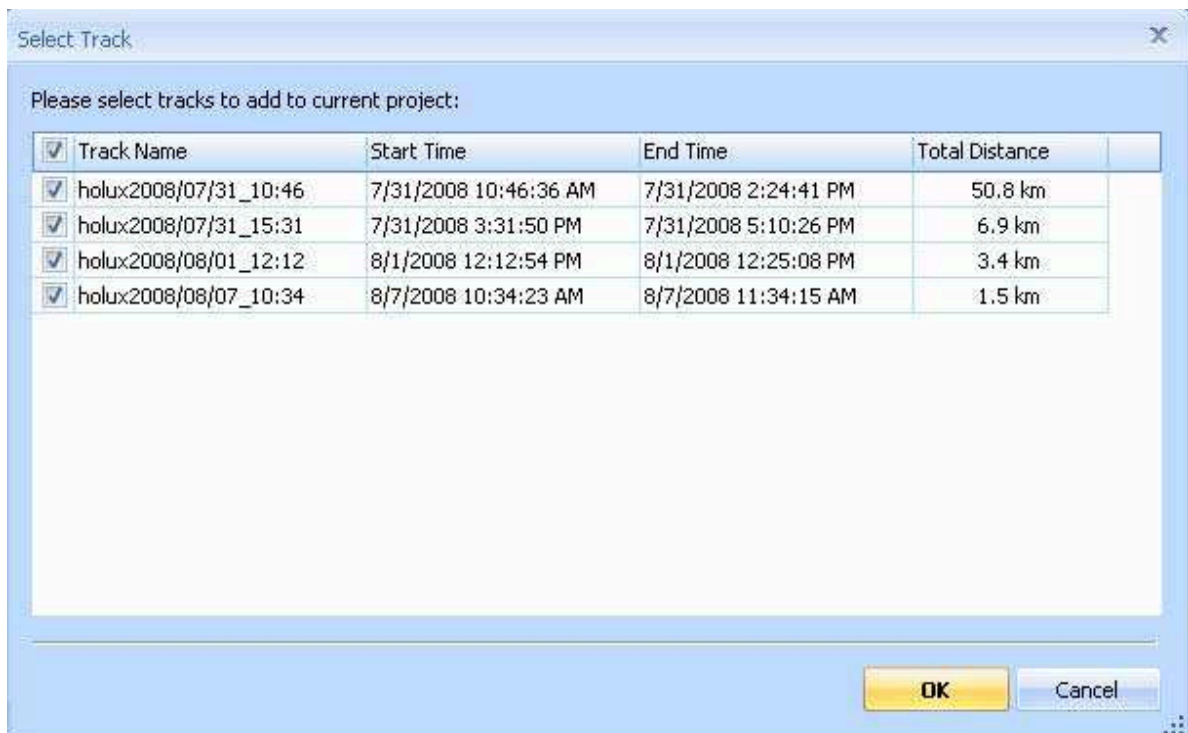 Select Track
Please select tracks to add to current project:
Track Name Start Time End Time Total Distance
holux2008/07/31_10:46 7/31/2008 10:46:36 AM 7/31/2008 2:24:41 PM 50.8 km
holux2008/07/31_15:31 7/31/2008 3:31:50 PM 7/31/2008 5:10:26 PM 6.9 km
holux2008/08/01_12:12 8/1/2008 12:12:54 PM 8/1/2008 12:25:08 PM 3.4 km
holux2008/08/07_10:34 8/7/2008 10:34:23 AM 8/7/2008 11:34:15 AM 1.5 km
OK Cancel